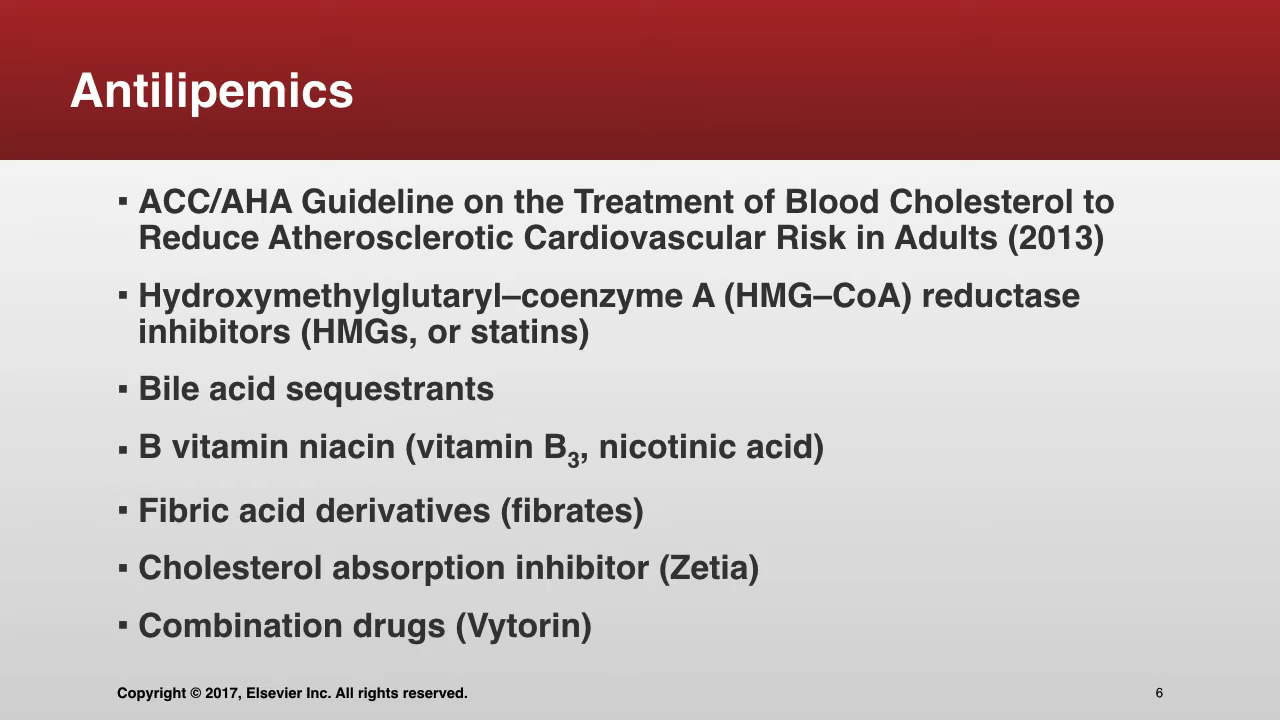 Antilipemics
▪ ACC/AHA Guideline on the Treatment of Blood Cholesterol to
Reduce Atherosclerotic Cardiovascular Risk in Adults (2013)
▪ Hydroxymethylglutaryl–coenzyme A (HMG–CoA) reductase
inhibitors (HMGs, or statins)
▪ Bile acid sequestrants
▪ B vitamin niacin (vitamin B₃, nicotinic acid)
▪ Fibric acid derivatives (fibrates)
▪ Cholesterol absorption inhibitor (Zetia)
▪ Combination drugs (Vytorin)
Copyright © 2017, Elsevier Inc. All rights reserved.
6